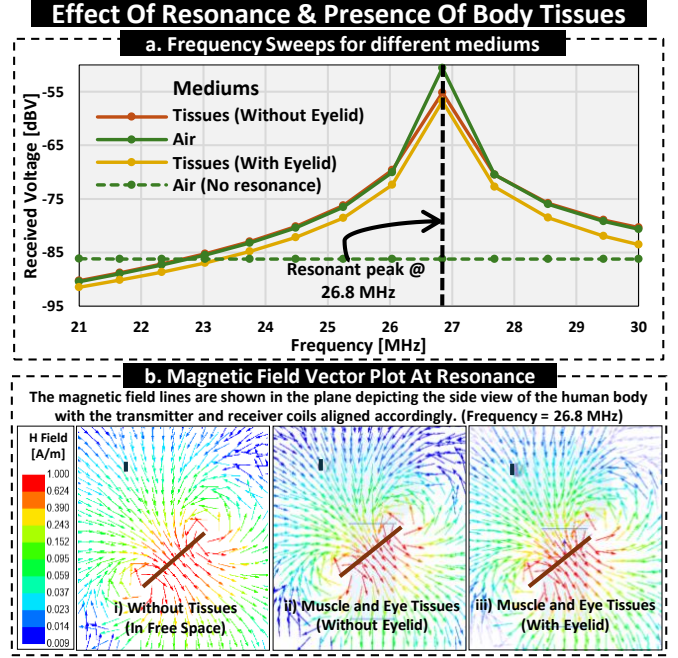 Effect Of Resonance & Presence Of Body Tissues
a. Frequency Sweeps for different mediums
Received Voltage [dBV]
-55
-65
-75
-85
-95
Mediums
Tissues (Without Eyelid)
Air
Tissues (With Eyelid)
Air (No resonance)
Resonant peak @
26.8 MHz
21 22 23 24 25 26 27 28 29 30
Frequency [MHz]
b. Magnetic Field Vector Plot At Resonance
The magnetic field lines are shown in the plane depicting the side view of the human body
with the transmitter and receiver coils aligned accordingly. (Frequency = 26.8 MHz)
H Field
[A/m]
1.000
0.624
0.390
0.243
0.152
0.095
0.059
0.037
0.023
0.014
0.009
i) Without Tissues
(In Free Space)
ii) Muscle and Eye Tissues
(Without Eyelid)
iii) Muscle and Eye Tissues
(With Eyelid)